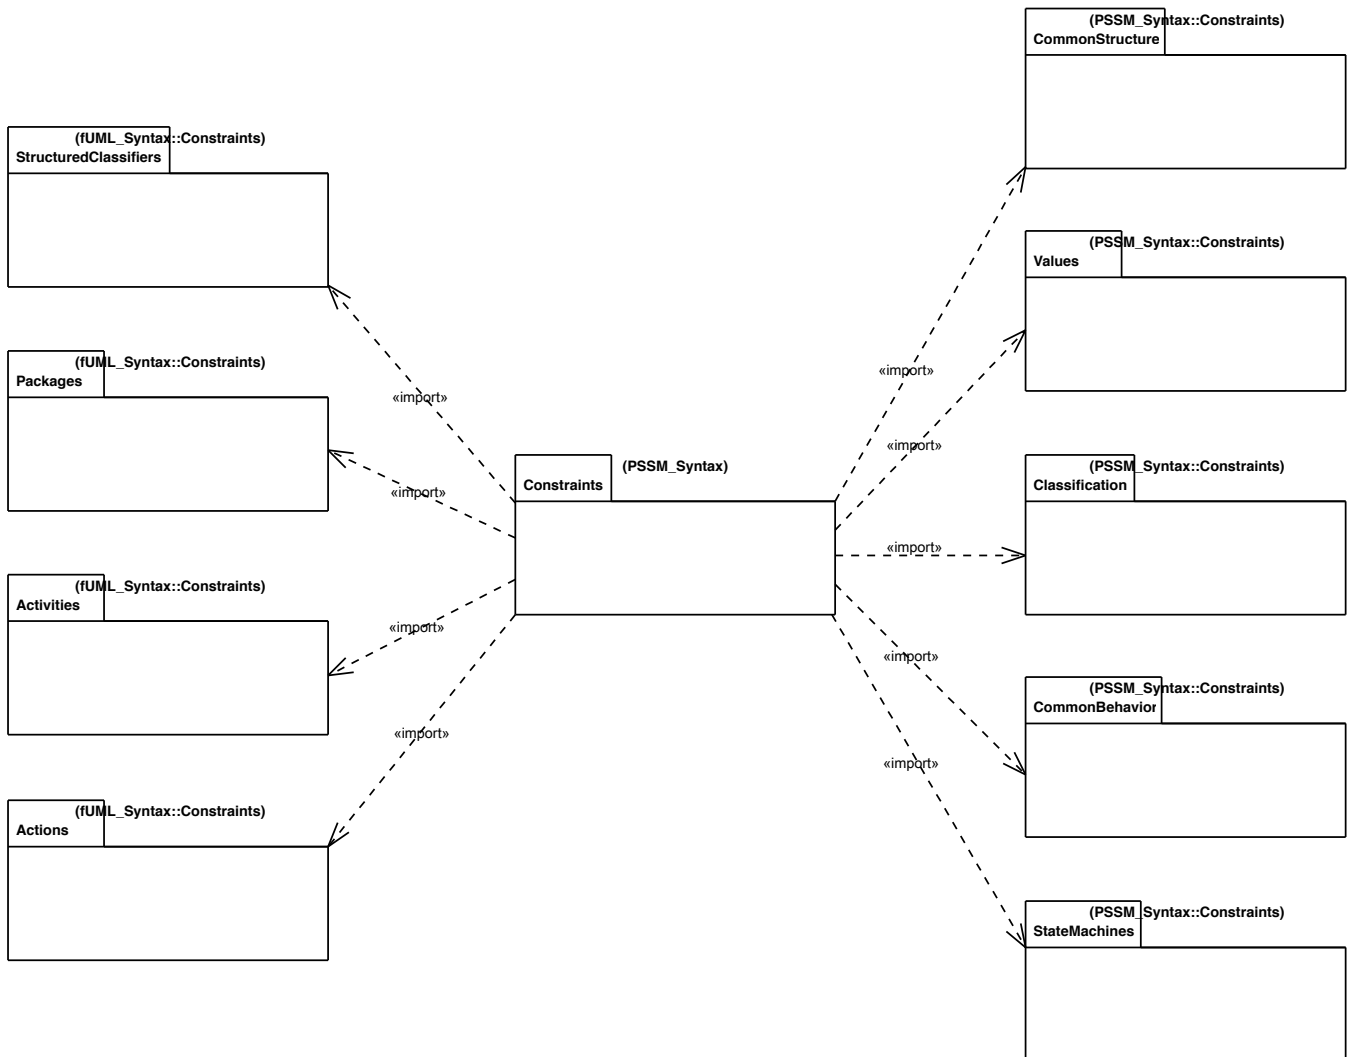 (fUML_Syntax::Constraints)
StructuredClassifiers
(fUML_Syntax::Constraints)
Packages
(fUML_Syntax::Constraints)
Activities
(fUML_Syntax::Constraints)
Actions
«import»
«import»
«import»
«import»
(PSSM_Syntax)
Constraints
«import»
«import»
«import»
«import»
«import»
(PSSM_Syntax::Constraints)
CommonStructure
(PSSM_Syntax::Constraints)
Values
(PSSM_Syntax::Constraints)
Classification
(PSSM_Syntax::Constraints)
CommonBehavior
(PSSM_Syntax::Constraints)
StateMachines